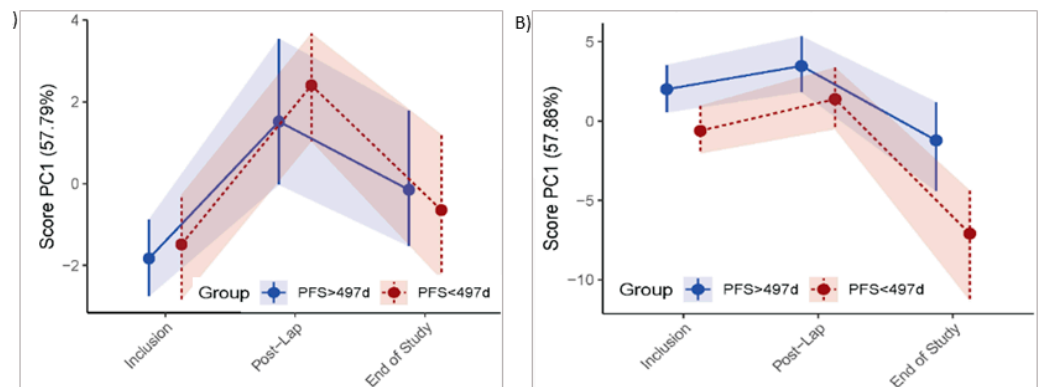 )
Score PC1 (57.79%)
4
2
0
−2
Group PFS>497d PFS<497d
Inclusion
Post−Lap
End of Study
B)
Score PC1 (57.86%)
5
0
−5
−10
Group PFS>497d PFS<497d
Inclusion
Post−Lap
End of Study